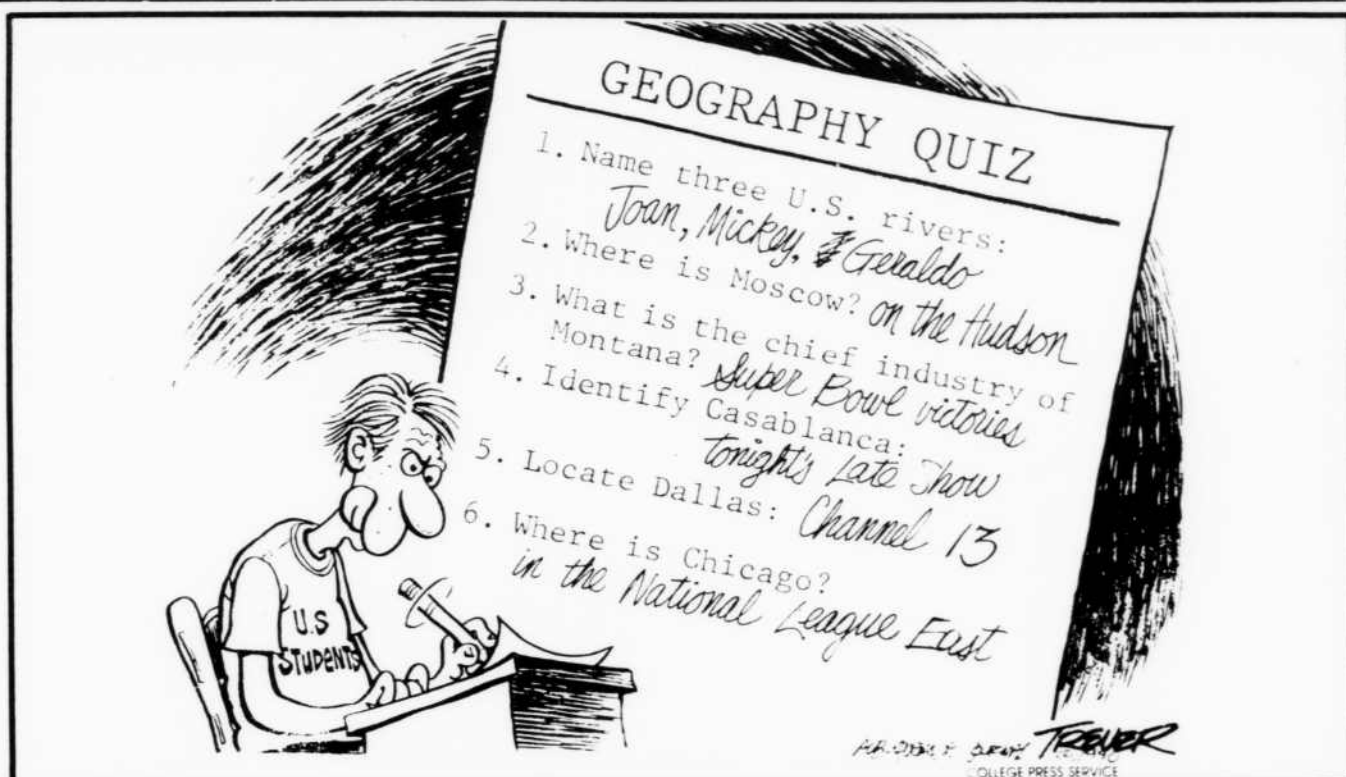 GEOGRAPHY QUIZ
1. Name three U.S. rivers:
Joan, Mickey, & Geraldo
2. Where is Moscow? on the Hudson
3. What is the chief industry of
Montana? Super Bowl victories
4. Identify Casablanca:
tonight's Late Show
5. Locate Dallas: Channel 13
6. Where is Chicago?
in the National League East
U.S
STUDENTS
TREVER
COLLEGE PRESS SERVICE